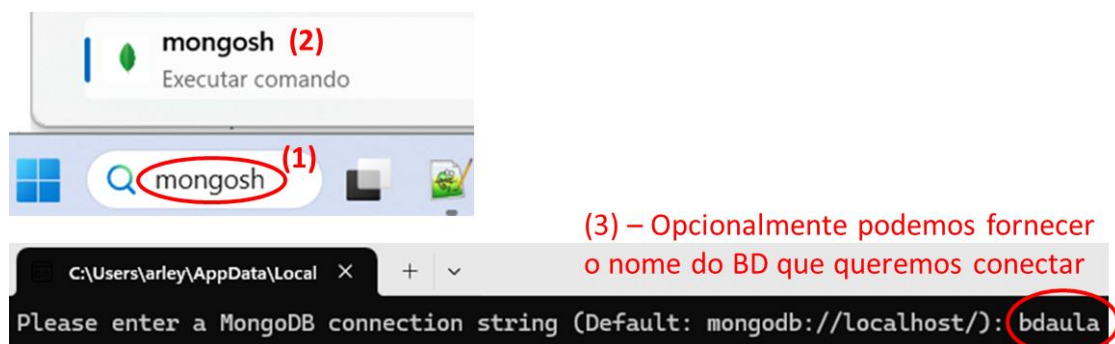 mongosh (2)
Executar comando
mongosh (1)
(3) – Opcionalmente podemos fornecer
o nome do BD que queremos conectar
C:\Users\arley\AppData\Local
Please enter a MongoDB connection string (Default: mongodb://localhost/): bdaula